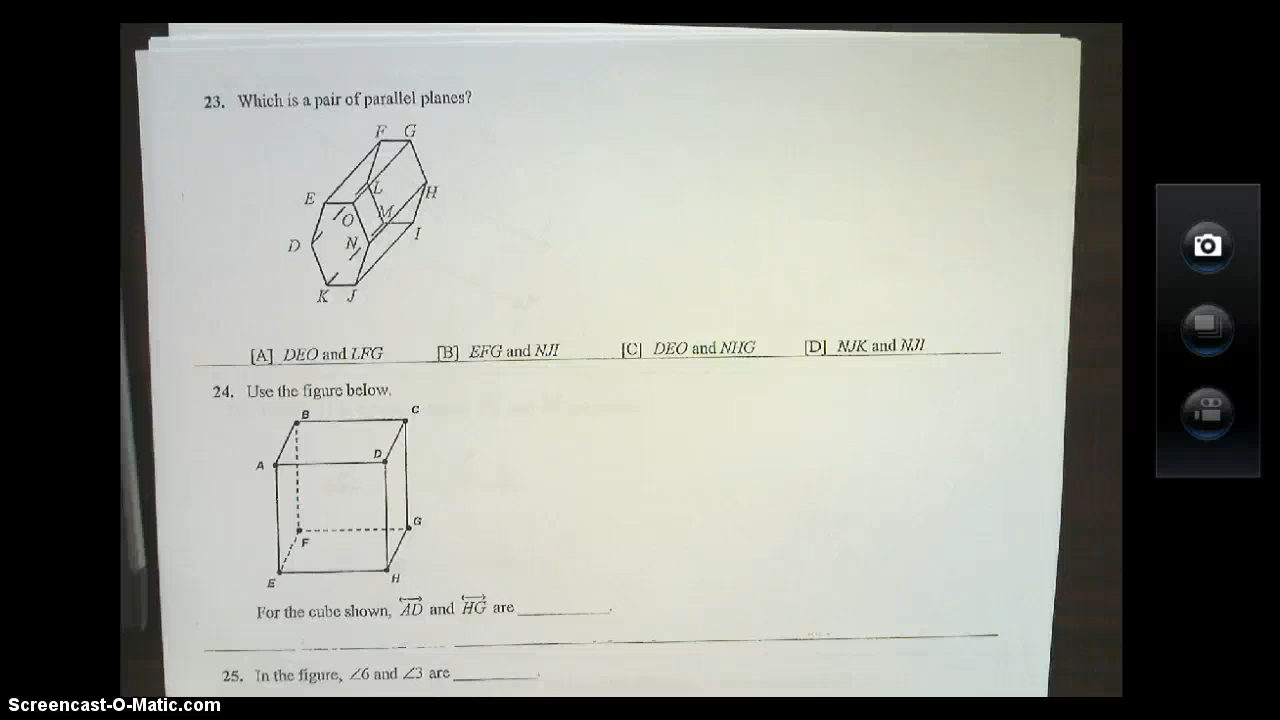 23. Which is a pair of parallel planes?
F G
L
E H
O M
D N I
K J
[A] DEO and LFG [B] EFG and NJI [C] DEO and NHG [D] NJK and NJI
24. Use the figure below.
B C
A D
F G
E H
For the cube shown, AD and HG are ________.
25. In the figure, ∠6 and ∠3 are ________.
Screencast-O-Matic.com